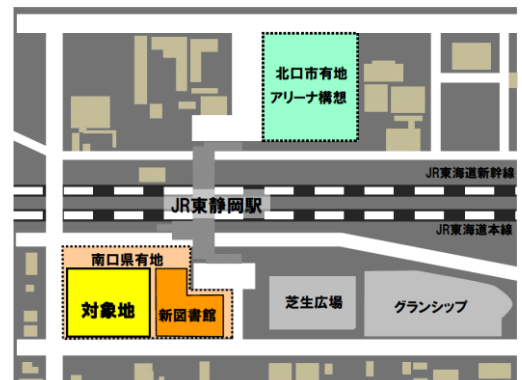 北口市有地
アリーナ構想
JR東海道新幹線
JR東静岡駅
JR東海道本線
南口県有地
対象地
新図書館
芝生広場
グランシップ